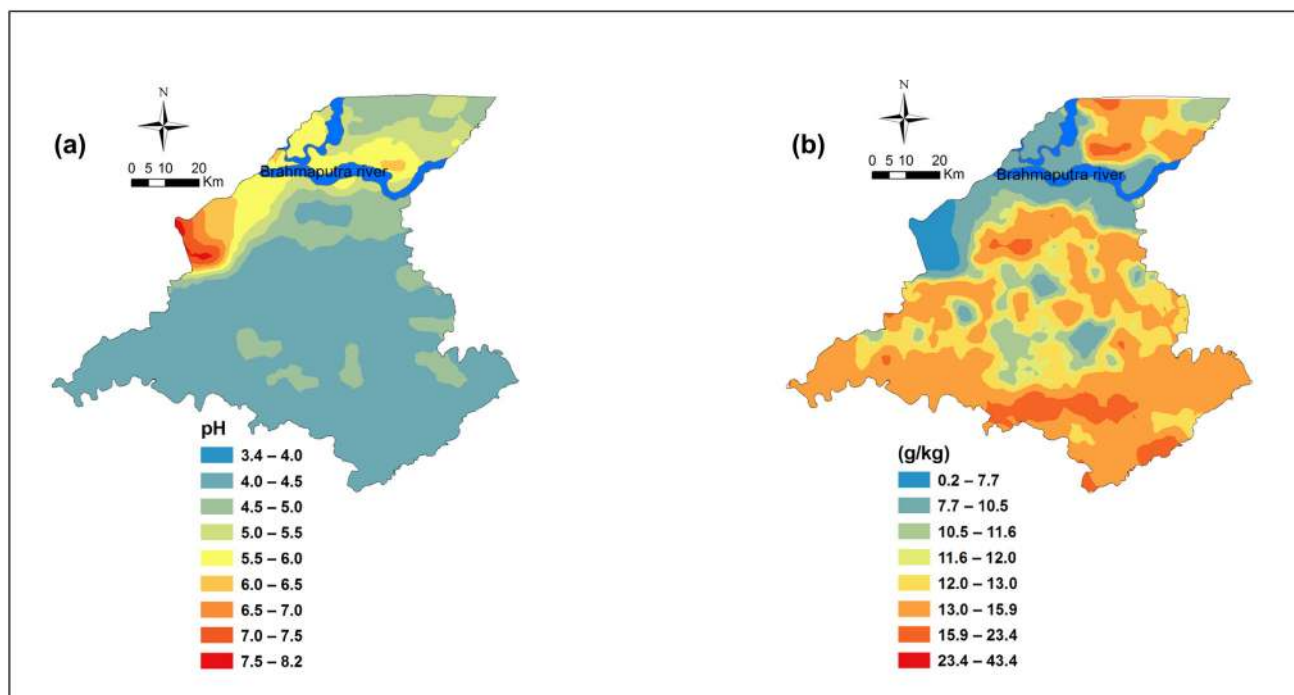 N
(a)
0 5 10 20
Km
Brahmaputra river
pH
3.4 – 4.0
4.0 – 4.5
4.5 – 5.0
5.0 – 5.5
5.5 – 6.0
6.0 – 6.5
6.5 – 7.0
7.0 – 7.5
7.5 – 8.2
N
(b)
0 5 10 20
Km
Brahmaputra river
(g/kg)
0.2 – 7.7
7.7 – 10.5
10.5 – 11.6
11.6 – 12.0
12.0 – 13.0
13.0 – 15.9
15.9 – 23.4
23.4 – 43.4